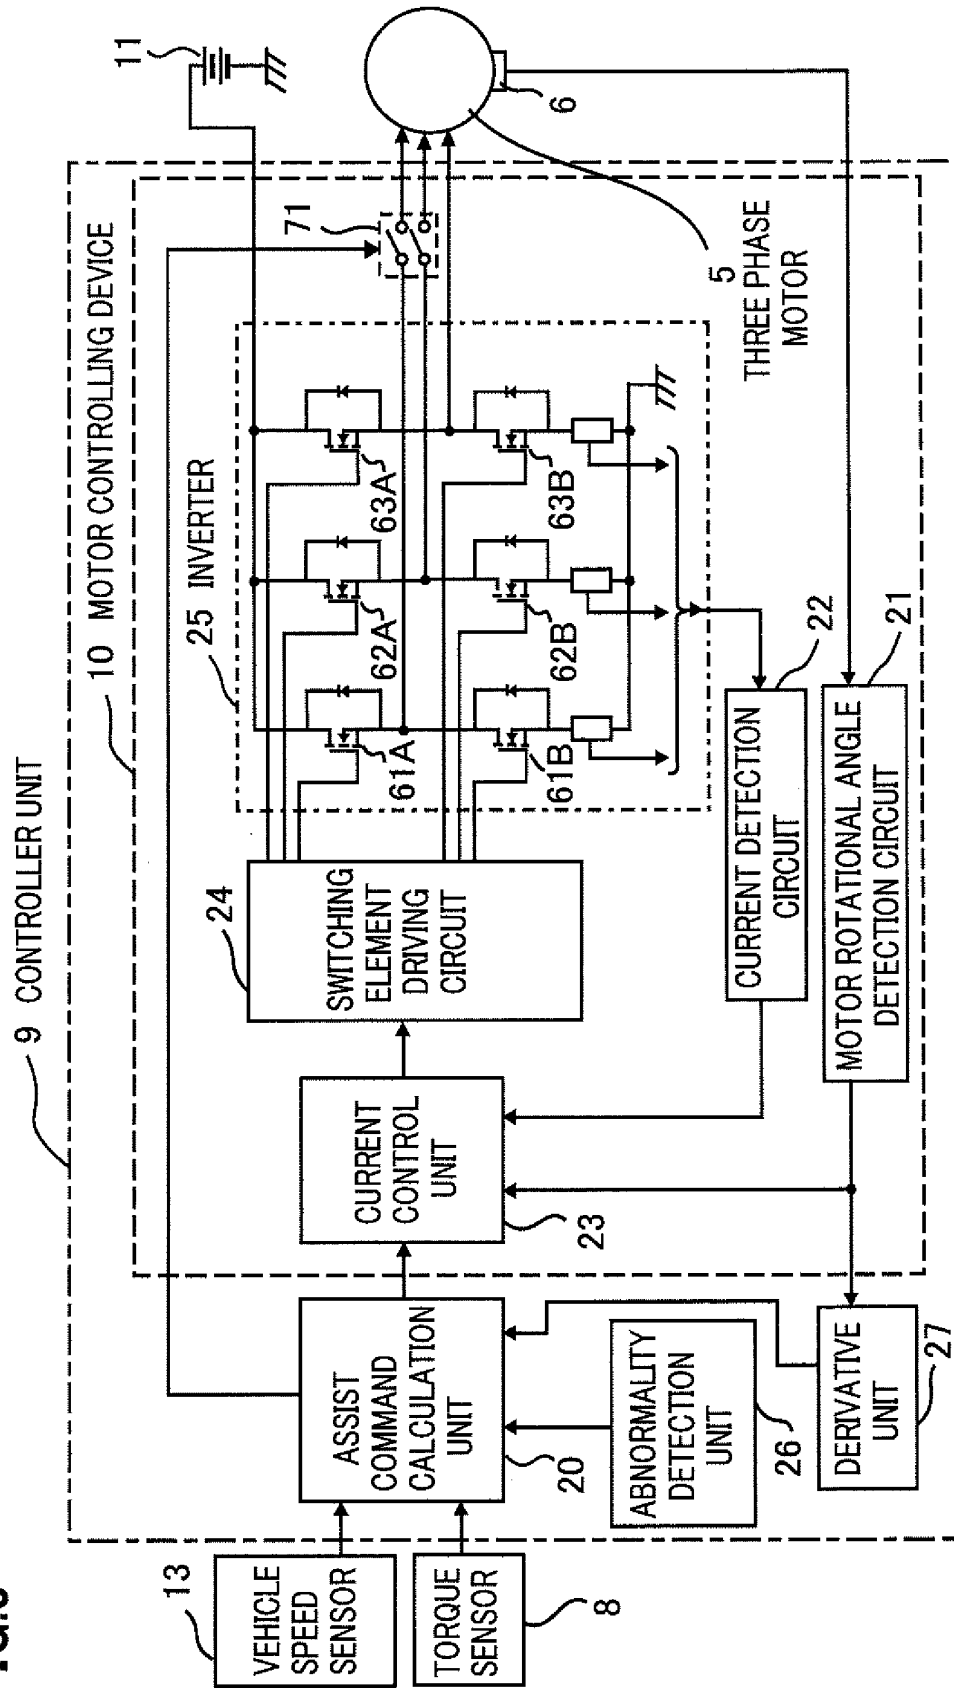 9 CONTROLLER UNIT
10 MOTOR CONTROLLING DEVICE
25 INVERTER
11
71
24
SWITCHING
ELEMENT
DRIVING
CIRCUIT
61A
62A
63A
61B
62B
63B
6
5
THREE PHASE
MOTOR
13
VEHICLE
SPEED
SENSOR
TORQUE
SENSOR
8
ASSIST
COMMAND
CALCULATION
UNIT
20
CURRENT
CONTROL
UNIT
23
ABNORMALITY
DETECTION
UNIT
26
DERIVATIVE
UNIT
27
CURRENT DETECTION
CIRCUIT
22
MOTOR ROTATIONAL ANGLE
DETECTION CIRCUIT
21